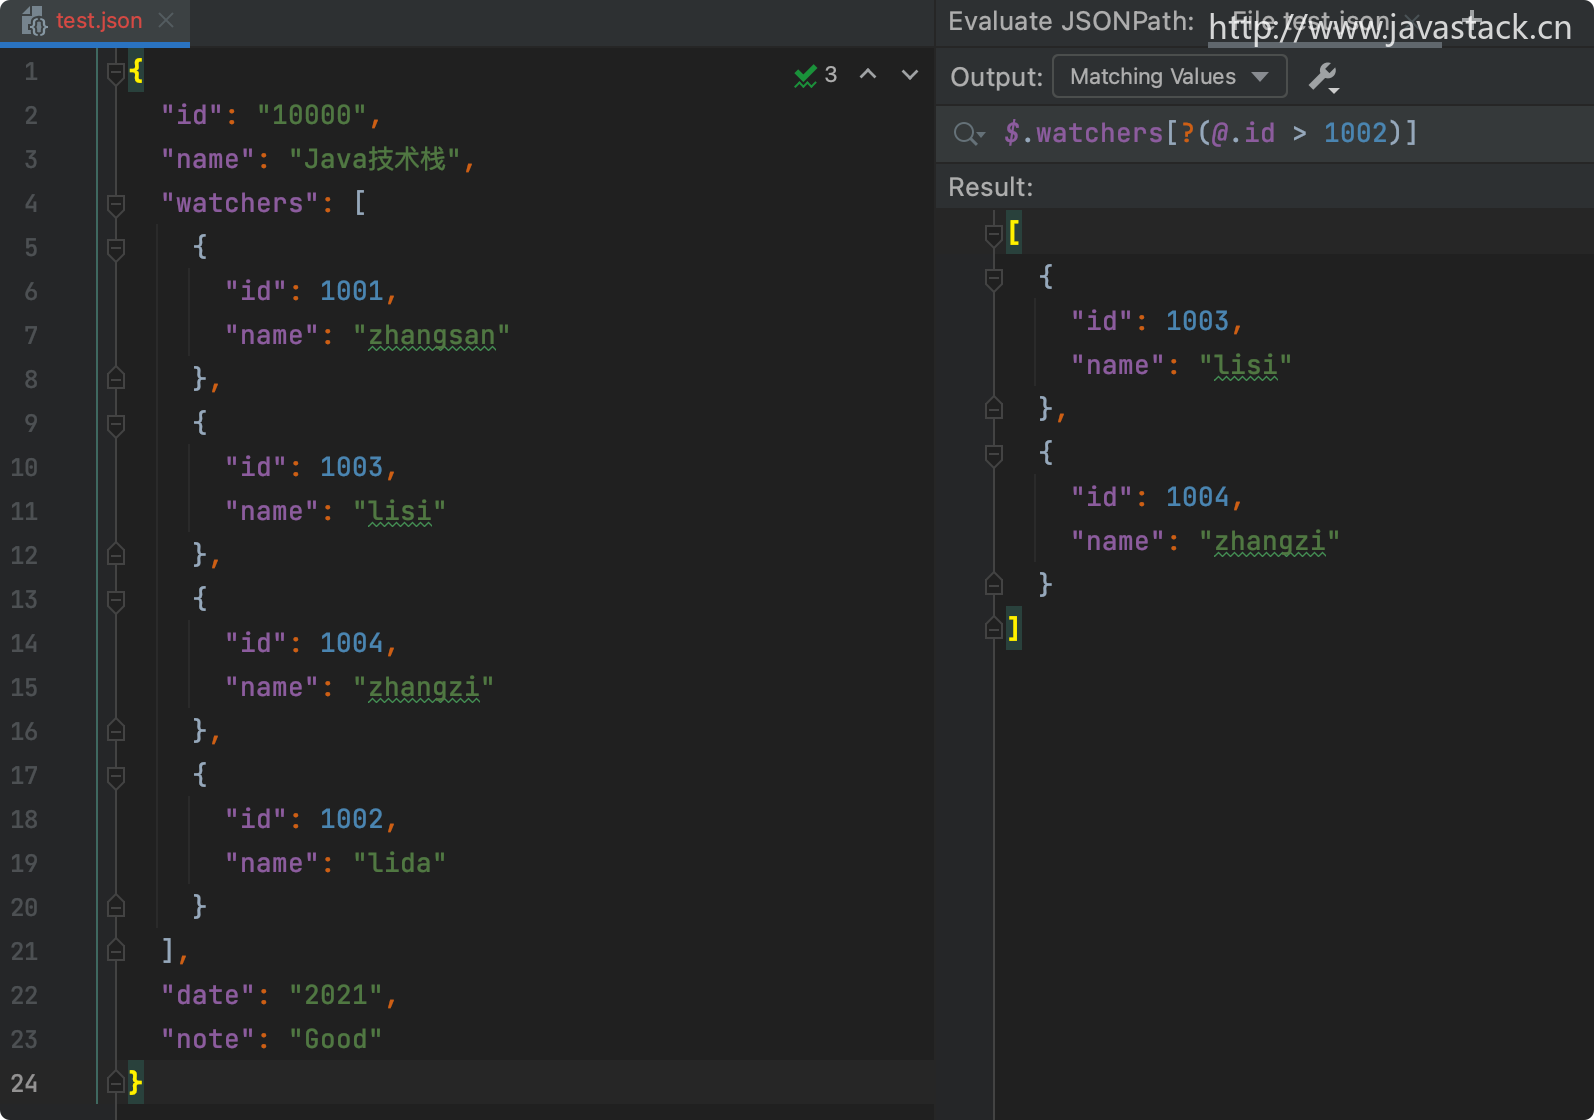 test.json
1 {
2 "id": "10000",
3 "name": "Java技术栈",
4 "watchers": [
5 {
6 "id": 1001,
7 "name": "zhangsan"
8 },
9 {
10 "id": 1003,
11 "name": "lisi"
12 },
13 {
14 "id": 1004,
15 "name": "zhangzi"
16 },
17 {
18 "id": 1002,
19 "name": "lida"
20 }
21 ],
22 "date": "2021",
23 "note": "Good"
24 }
3
Evaluate JSONPath: File test.json
http://www.javastack.cn
Output: Matching Values
$.watchers[?(@.id > 1002)]
Result:
[
{
"id": 1003,
"name": "lisi"
},
{
"id": 1004,
"name": "zhangzi"
}
]